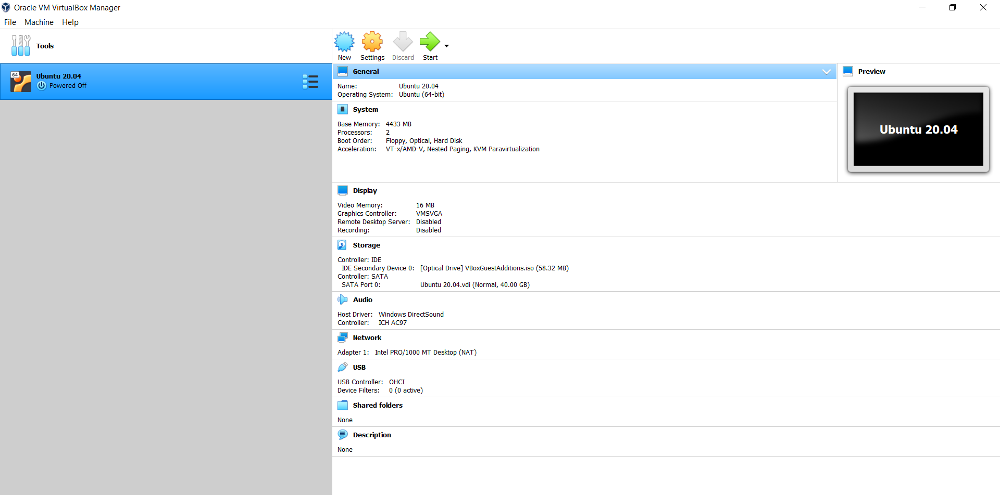 Oracle VM VirtualBox Manager
File Machine Help
Tools
New Settings Discard Start
64
Ubuntu 20.04
Powered Off
General
Name: Ubuntu 20.04
Operating System: Ubuntu (64-bit)
Preview
Ubuntu 20.04
System
Base Memory: 4433 MB
Processors: 2
Boot Order: Floppy, Optical, Hard Disk
Acceleration: VT-x/AMD-V, Nested Paging, KVM Paravirtualization
Display
Video Memory: 16 MB
Graphics Controller: VMSVGA
Remote Desktop Server: Disabled
Recording: Disabled
Storage
Controller: IDE
IDE Secondary Device 0: [Optical Drive] VBoxGuestAdditions.iso (58.32 MB)
Controller: SATA
SATA Port 0: Ubuntu 20.04.vdi (Normal, 40.00 GB)
Audio
Host Driver: Windows DirectSound
Controller: ICH AC97
Network
Adapter 1: Intel PRO/1000 MT Desktop (NAT)
USB
USB Controller: OHCI
Device Filters: 0 (0 active)
Shared folders
None
Description
None